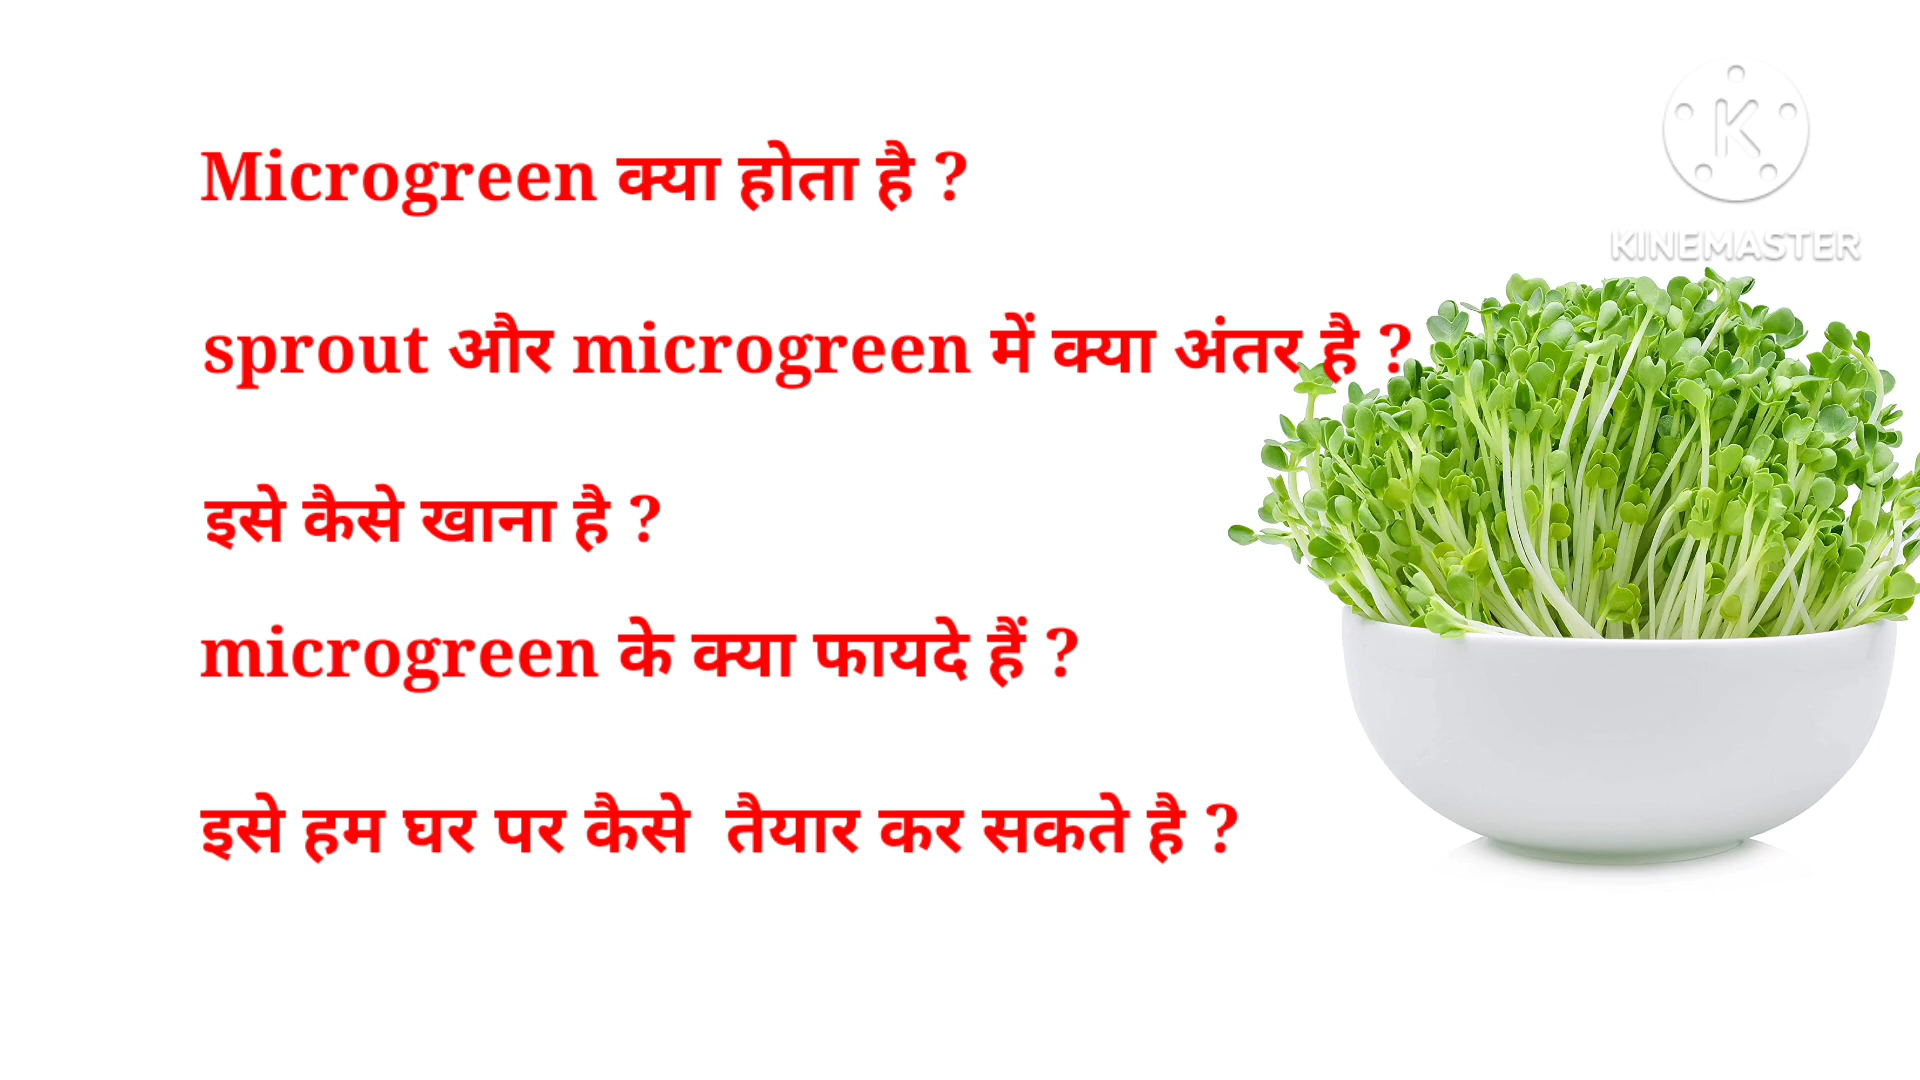 Microgreen क्या होता है ?
KINEMASTER
sprout और microgreen में क्या अंतर है ?
इसे कैसे खाना है ?
microgreen के क्या फायदे हैं ?
इसे हम घर पर कैसे  तैयार कर सकते है ?